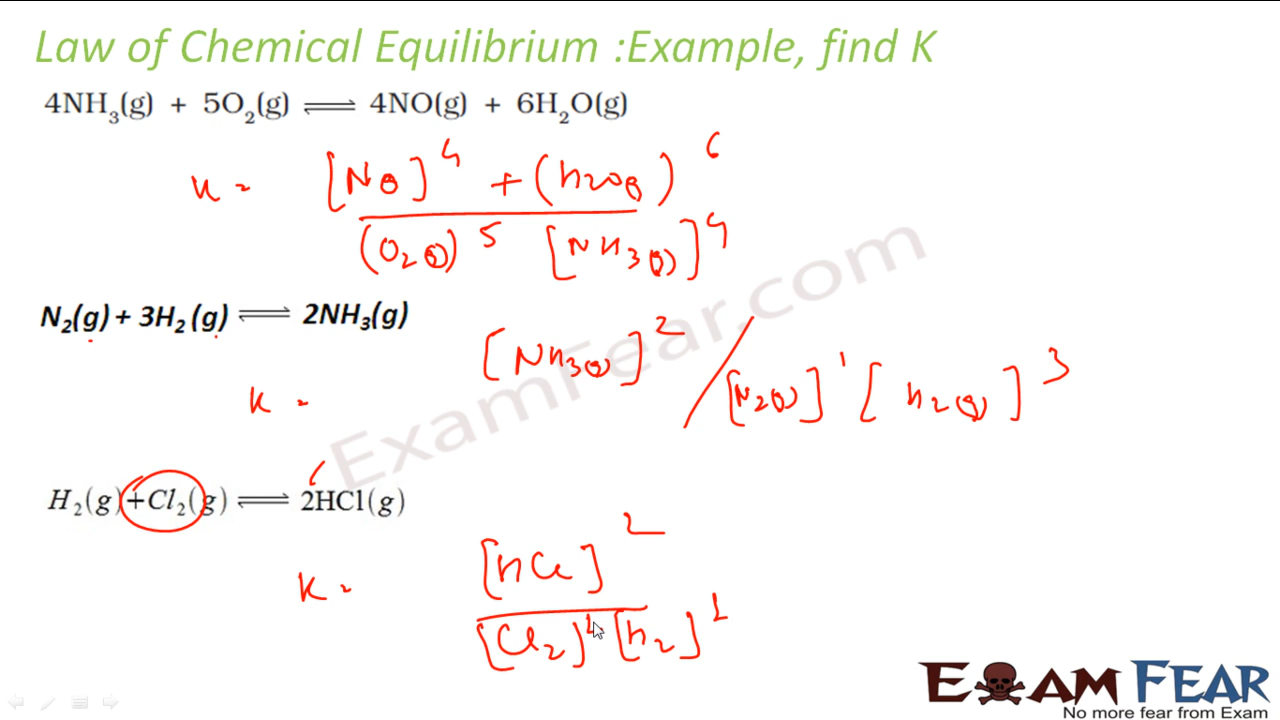 Law of Chemical Equilibrium :Example, find K
4NH₃(g) + 5O₂(g) ⇌ 4NO(g) + 6H₂O(g)
K = [NO]⁴ + (H₂O(g))⁶
(O₂(g))⁵ [NH₃(g)]⁴
N₂(g) + 3H₂ (g) ⇌ 2NH₃(g)
K = [NH₃(g)]² / [N₂(g)]¹ [H₂(g)]³
H₂(g)+Cl₂(g) ⇌ 2HCl(g)
K = [HCl]²
[Cl₂]¹ [H₂]¹
ExamFear.com
EXAM FEAR
No more fear from Exam